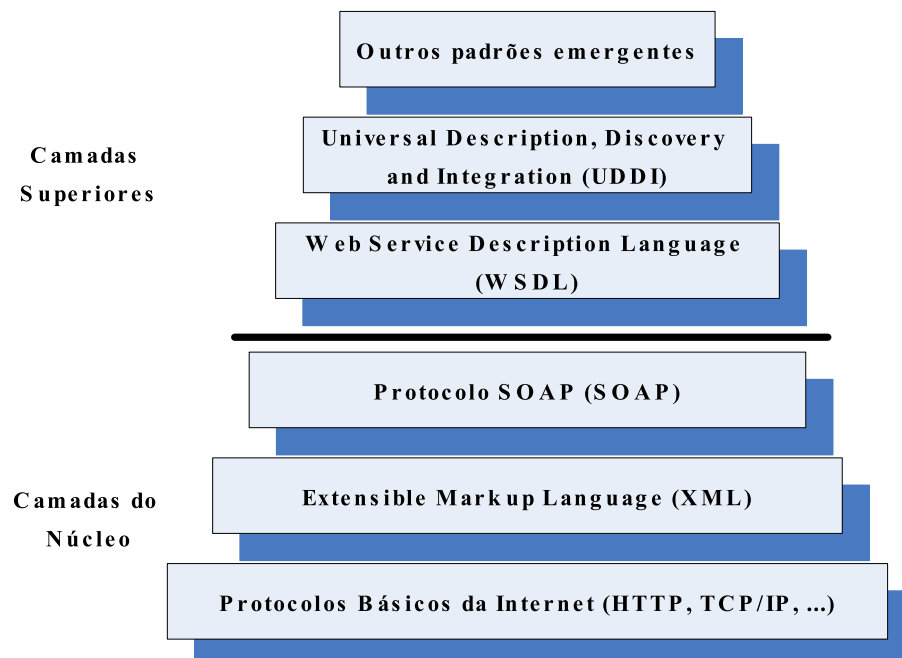 Outros padrões emergentes
Universal Description, Discovery
and Integration (UDDI)
Camadas
Superiores
Web Service Description Language
(WSDL)
Protocolo SOAP (SOAP)
Extensible Markup Language (XML)
Camadas do
Núcleo
Protocolos Básicos da Internet (HTTP, TCP/IP, ...)